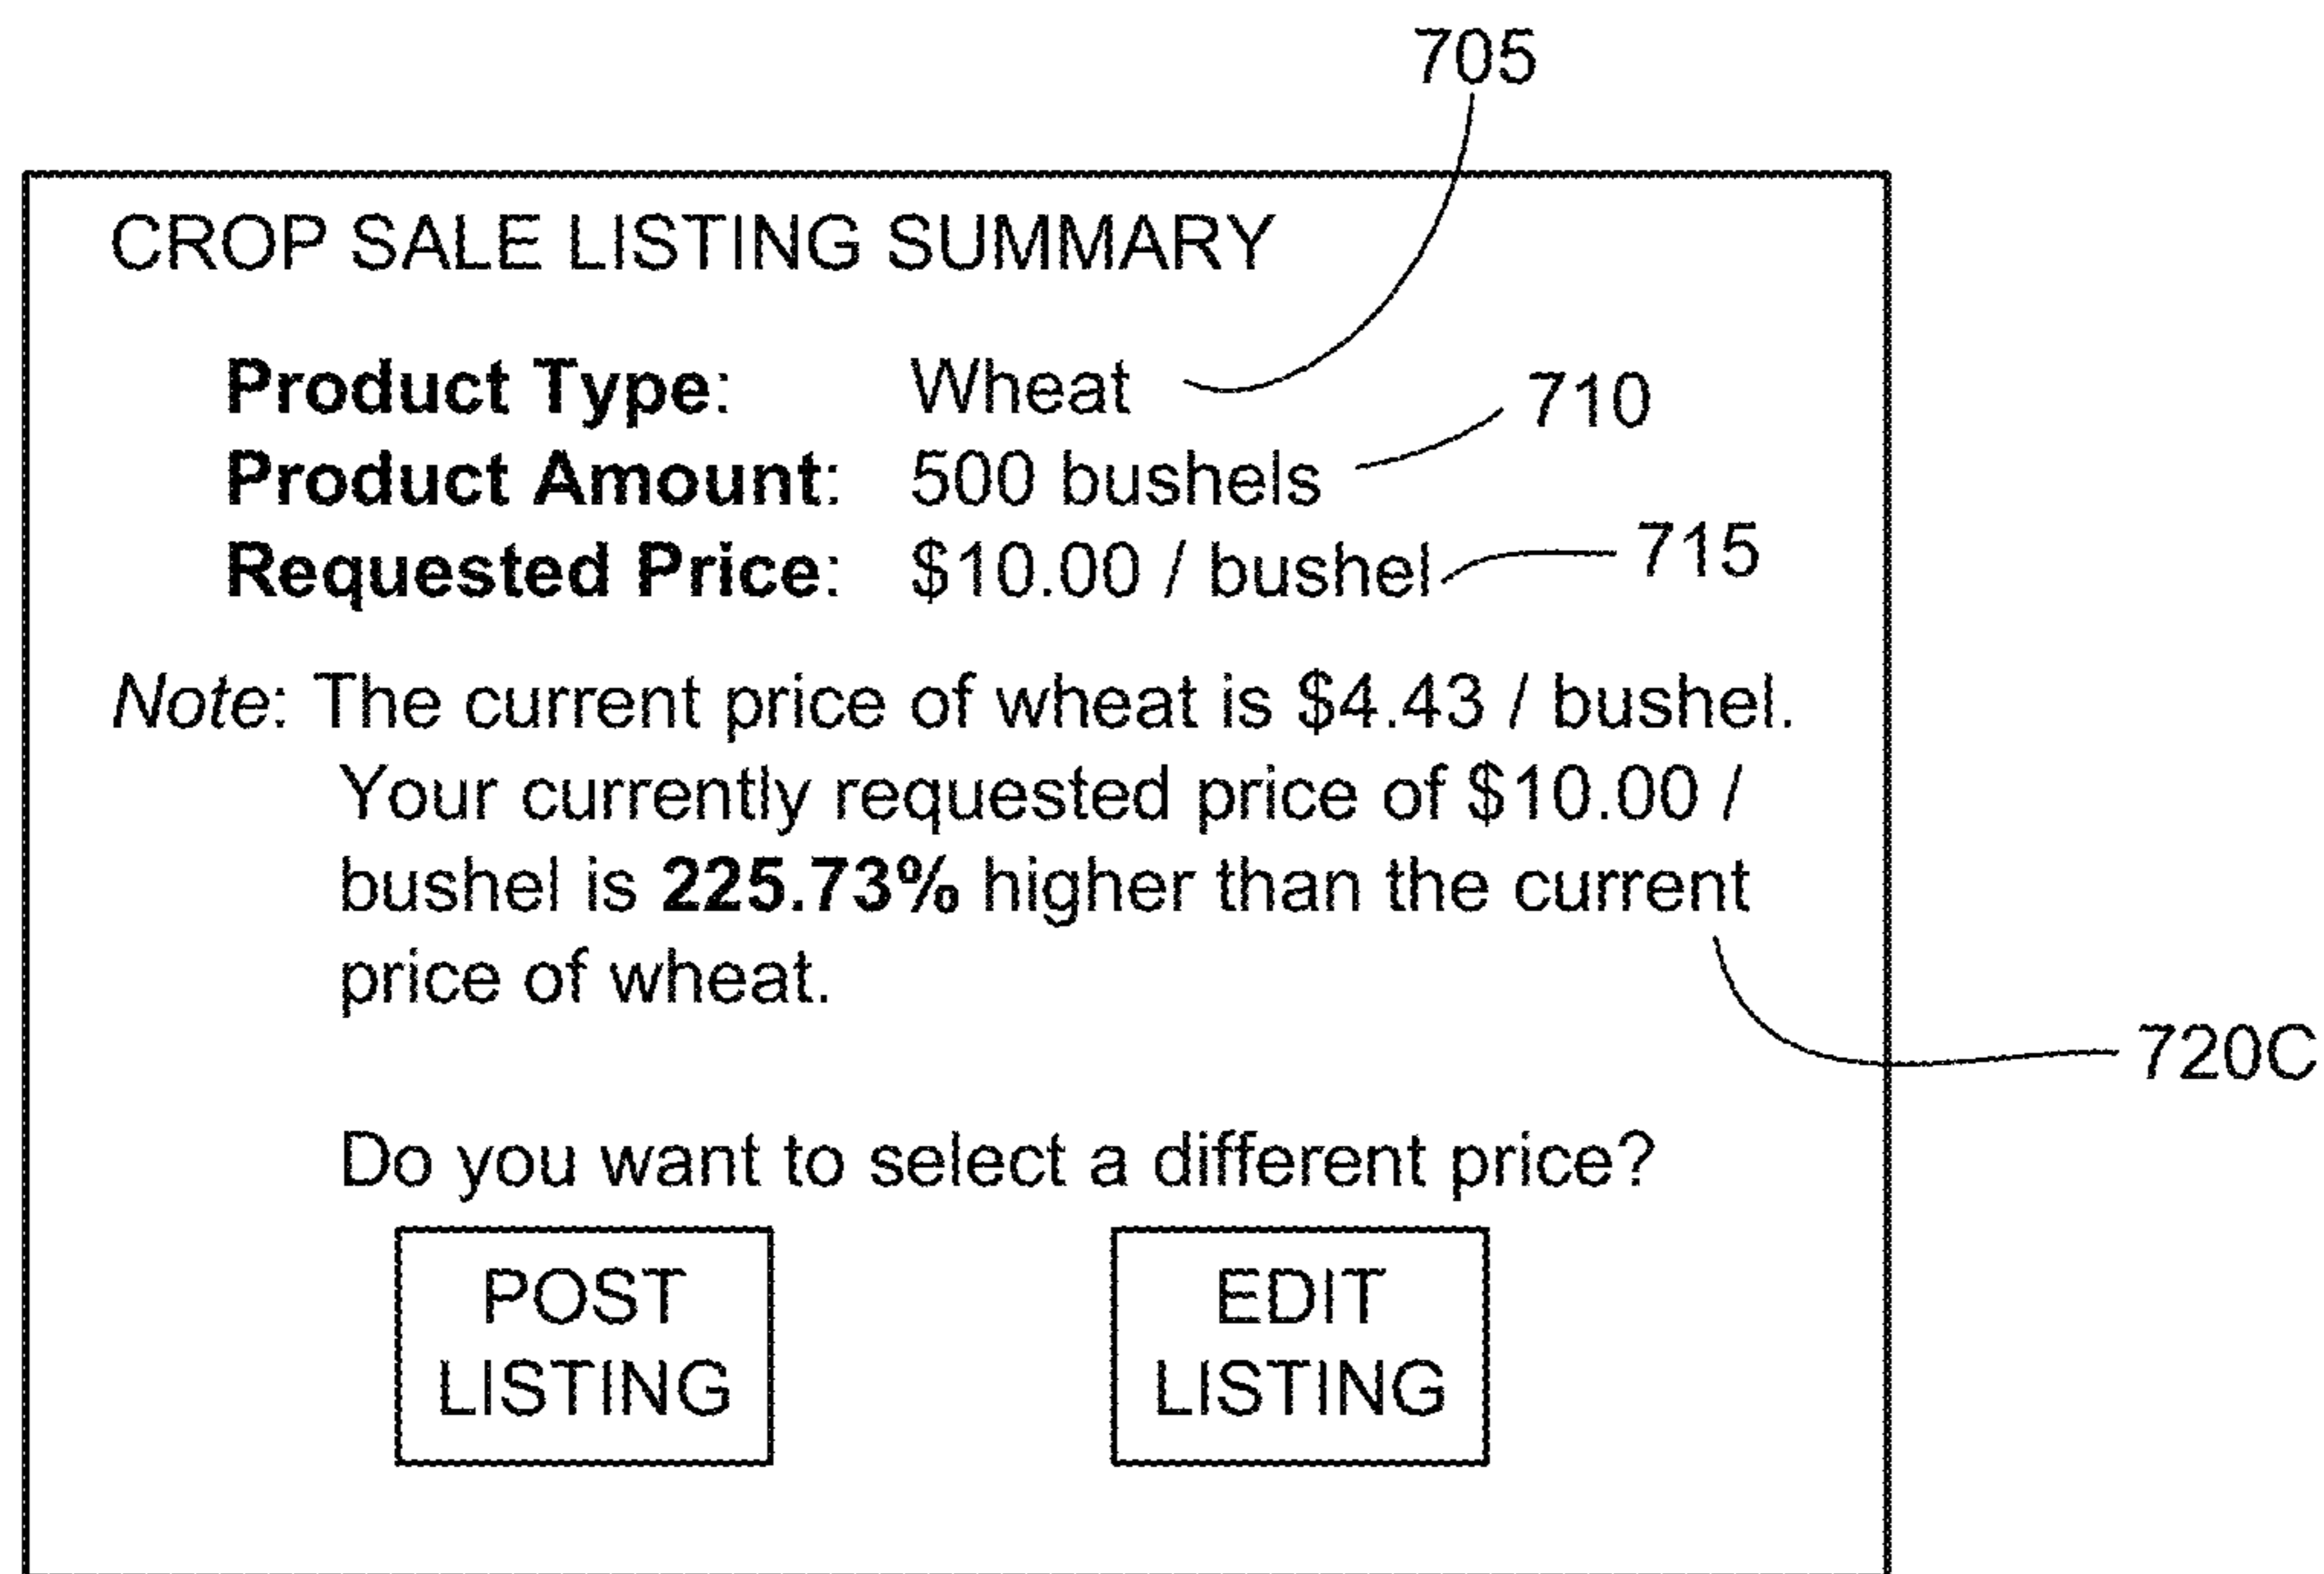 705
CROP SALE LISTING SUMMARY
Product Type: Wheat
710
Product Amount: 500 bushels
Requested Price: $10.00 / bushel
715
Note: The current price of wheat is $4.43 / bushel.
Your currently requested price of $10.00 /
bushel is 225.73% higher than the current
price of wheat.
720C
Do you want to select a different price?
POST
LISTING
EDIT
LISTING